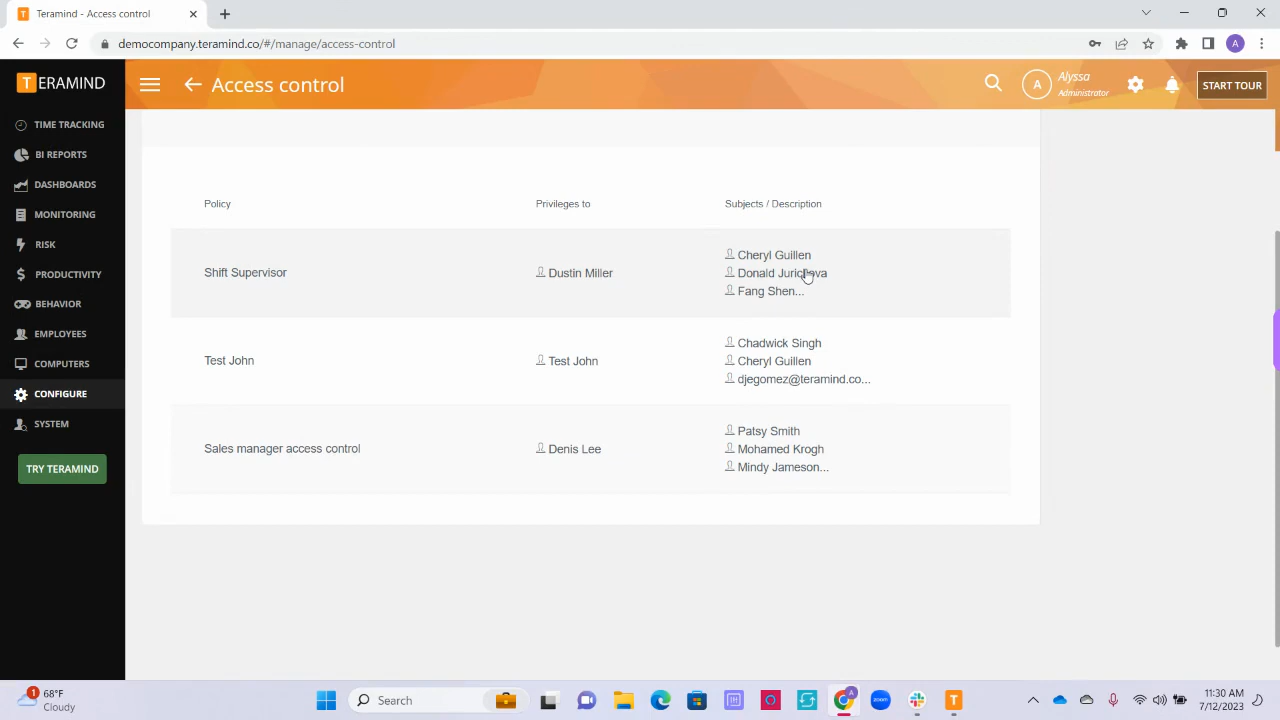 Teramind - Access control
democompany.teramind.co/#/manage/access-control
A
TERAMIND
Access control
A
Alyssa
Administrator
START TOUR
TIME TRACKING
BI REPORTS
DASHBOARDS
MONITORING
RISK
PRODUCTIVITY
BEHAVIOR
EMPLOYEES
COMPUTERS
CONFIGURE
SYSTEM
TRY TERAMIND
Policy Privileges to Subjects / Description
Shift Supervisor Dustin Miller
Cheryl Guillen
Donald
Fang Shen...
Test John Test John
Chadwick Singh
Cheryl Guillen
djegomez@teramind.co...
Sales manager access control Denis Lee
Patsy Smith
Mohamed Krogh
Mindy Jameson...
1
68°F
Cloudy
Search
A
zoom
T
11:30 AM
7/12/2023